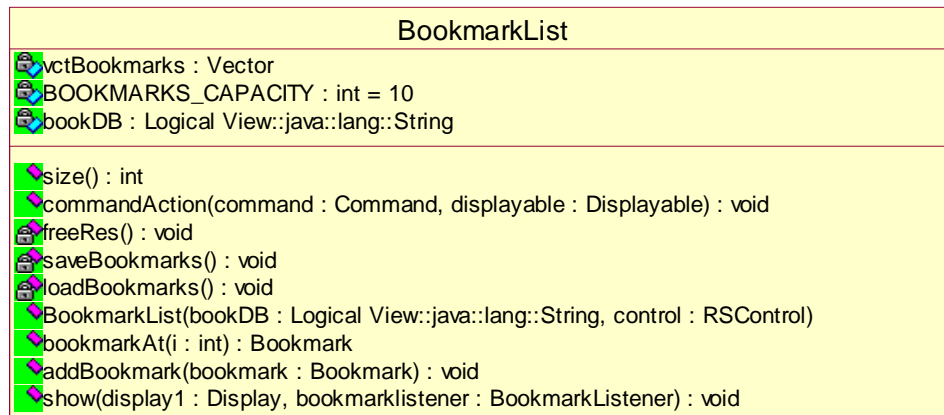 BookmarkList
vctBookmarks : Vector
BOOKMARKS_CAPACITY : int = 10
bookDB : Logical View::java::lang::String
size() : int
commandAction(command : Command, displayable : Displayable) : void
freeRes() : void
saveBookmarks() : void
loadBookmarks() : void
BookmarkList(bookDB : Logical View::java::lang::String, control : RSControl)
bookmarkAt(i : int) : Bookmark
addBookmark(bookmark : Bookmark) : void
show(display1 : Display, bookmarklistener : BookmarkListener) : void